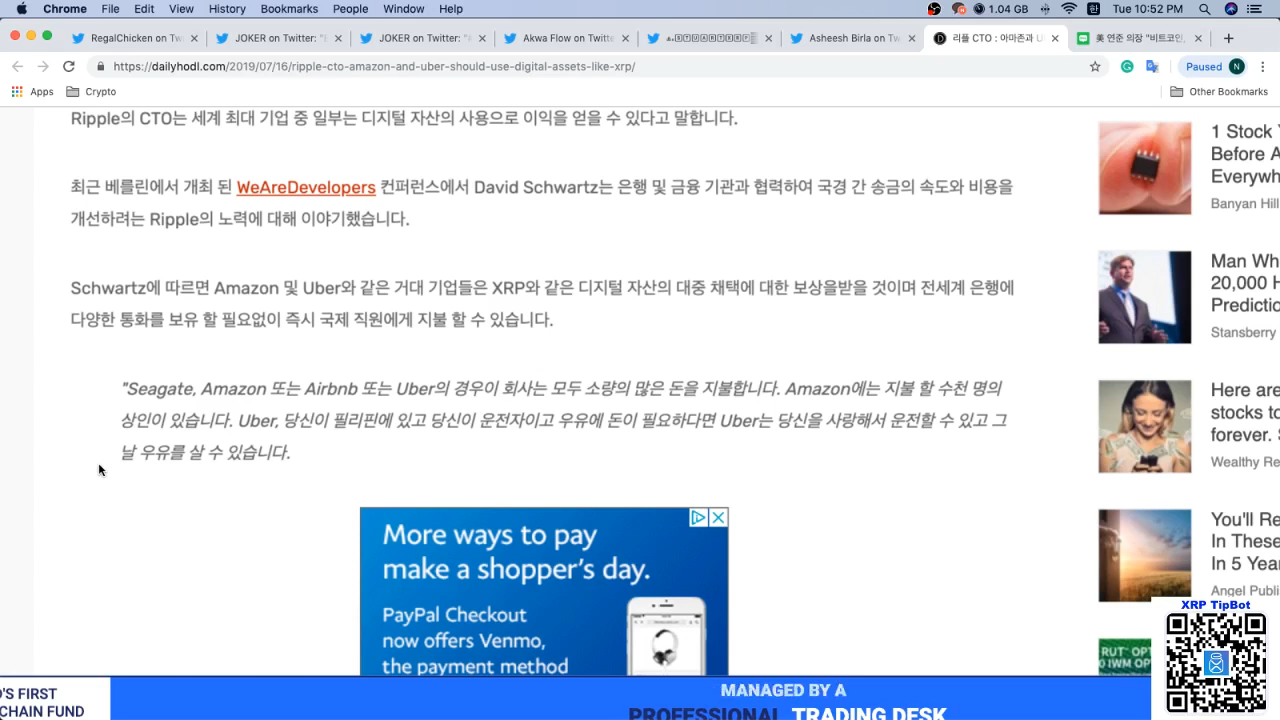 Chrome File Edit View History Bookmarks People Window Help
1.04 GB 한 Tue 10:52 PM
RegalChicken on Tw
JOKER on Twitter: "
JOKER on Twitter: "
Akwa Flow on Twitte
Asheesh Birla on Tw
리플 CTO : 아마존과 U
美 연준 의장 "비트코인,
https://dailyhodl.com/2019/07/16/ripple-cto-amazon-and-uber-should-use-digital-assets-like-xrp/
Paused N
Apps Crypto Other Bookmarks
Ripple의 CTO는 세계 최대 기업 중 일부는 디지털 자산의 사용으로 이익을 얻을 수 있다고 말합니다.
최근 베를린에서 개최 된 WeAreDevelopers 컨퍼런스에서 David Schwartz는 은행 및 금융 기관과 협력하여 국경 간 송금의 속도와 비용을
개선하려는 Ripple의 노력에 대해 이야기했습니다.
Schwartz에 따르면 Amazon 및 Uber와 같은 거대 기업들은 XRP와 같은 디지털 자산의 대중 채택에 대한 보상을받을 것이며 전세계 은행에
다양한 통화를 보유 할 필요없이 즉시 국제 직원에게 지불 할 수 있습니다.
"Seagate, Amazon 또는 Airbnb 또는 Uber의 경우이 회사는 모두 소량의 많은 돈을 지불합니다. Amazon에는 지불 할 수천 명의
상인이 있습니다. Uber, 당신이 필리핀에 있고 당신이 운전자이고 우유에 돈이 필요하다면 Uber는 당신을 사랑해서 운전할 수 있고 그
날 우유를 살 수 있습니다.
More ways to pay
make a shopper's day.
PayPal Checkout
now offers Venmo,
the payment method
1 Stock
Before A
Everywh
Banyan Hill
Man Wh
20,000 H
Predictio
Stansberry
Here are
stocks to
forever. S
Wealthy Re
You'll Re
In These
In 5 Yea
Angel Publi
XRP TipBot
RUT OPT
0 IWM OP
'S FIRST
CHAIN FUND
MANAGED BY A
PROFESSIONAL TRADING DESK